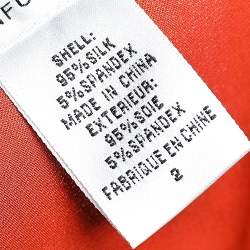 SHELL:
95%SILK
5%SPANDEX
MADE IN CHINA
EXTERIEUR:
95%SOIE
5%SPANDEX
FABRIQUE EN CHINE
2